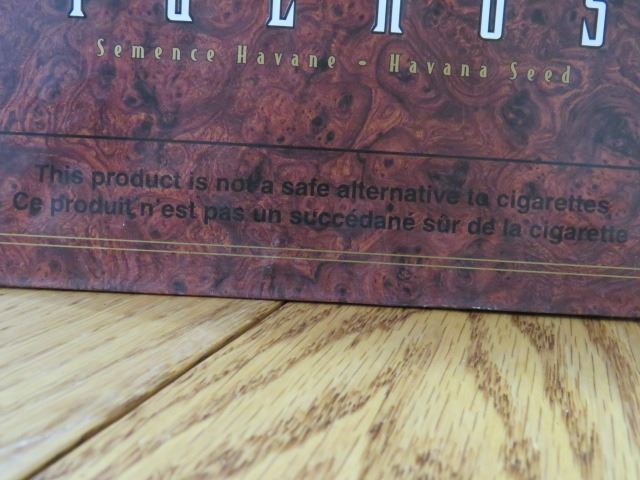 Semence Havane - Havana Seed
This product is not a safe alternative to cigarettes
Ce produit n'est pas un succédané sûr de la cigarette